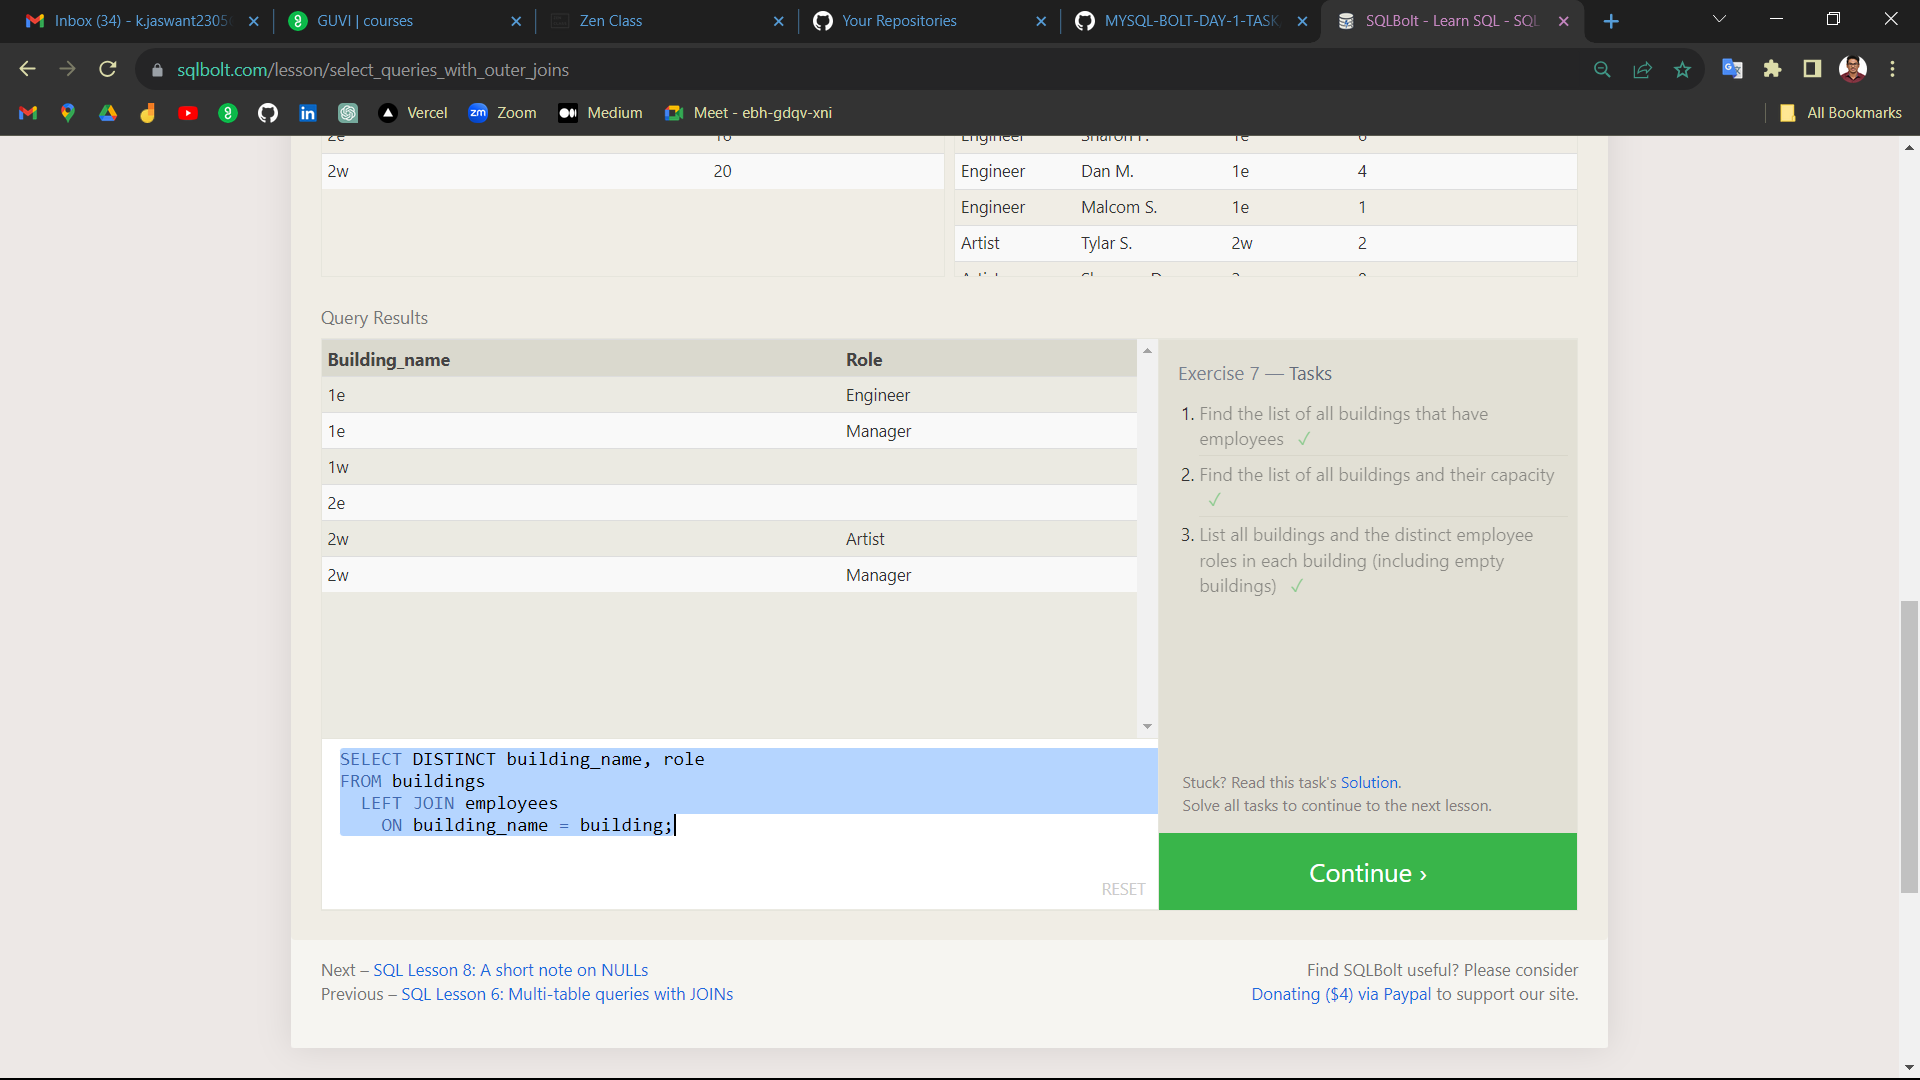 Inbox (34) - k.jaswant2305
GUVI | courses
Zen Class
Your Repositories
MYSQL-BOLT-DAY-1-TASK
SQLBolt - Learn SQL - SQL
sqlbolt.com/lesson/select_queries_with_outer_joins
Vercel
zm Zoom
Medium
Meet - ebh-gdqv-xni
All Bookmarks
2w 20
Engineer Dan M. 1e 4
Engineer Malcom S. 1e 1
Artist Tylar S. 2w 2
Query Results
Building_name Role
1e Engineer
1e Manager
1w
2e
2w Artist
2w Manager
Exercise 7 — Tasks
1. Find the list of all buildings that have
employees ✓
2. Find the list of all buildings and their capacity
✓
3. List all buildings and the distinct employee
roles in each building (including empty
buildings) ✓
SELECT DISTINCT building_name, role
FROM buildings
LEFT JOIN employees
ON building_name = building;
RESET
Stuck? Read this task's Solution.
Solve all tasks to continue to the next lesson.
Continue ›
Next – SQL Lesson 8: A short note on NULLs
Previous – SQL Lesson 6: Multi-table queries with JOINs
Find SQLBolt useful? Please consider
Donating ($4) via Paypal to support our site.